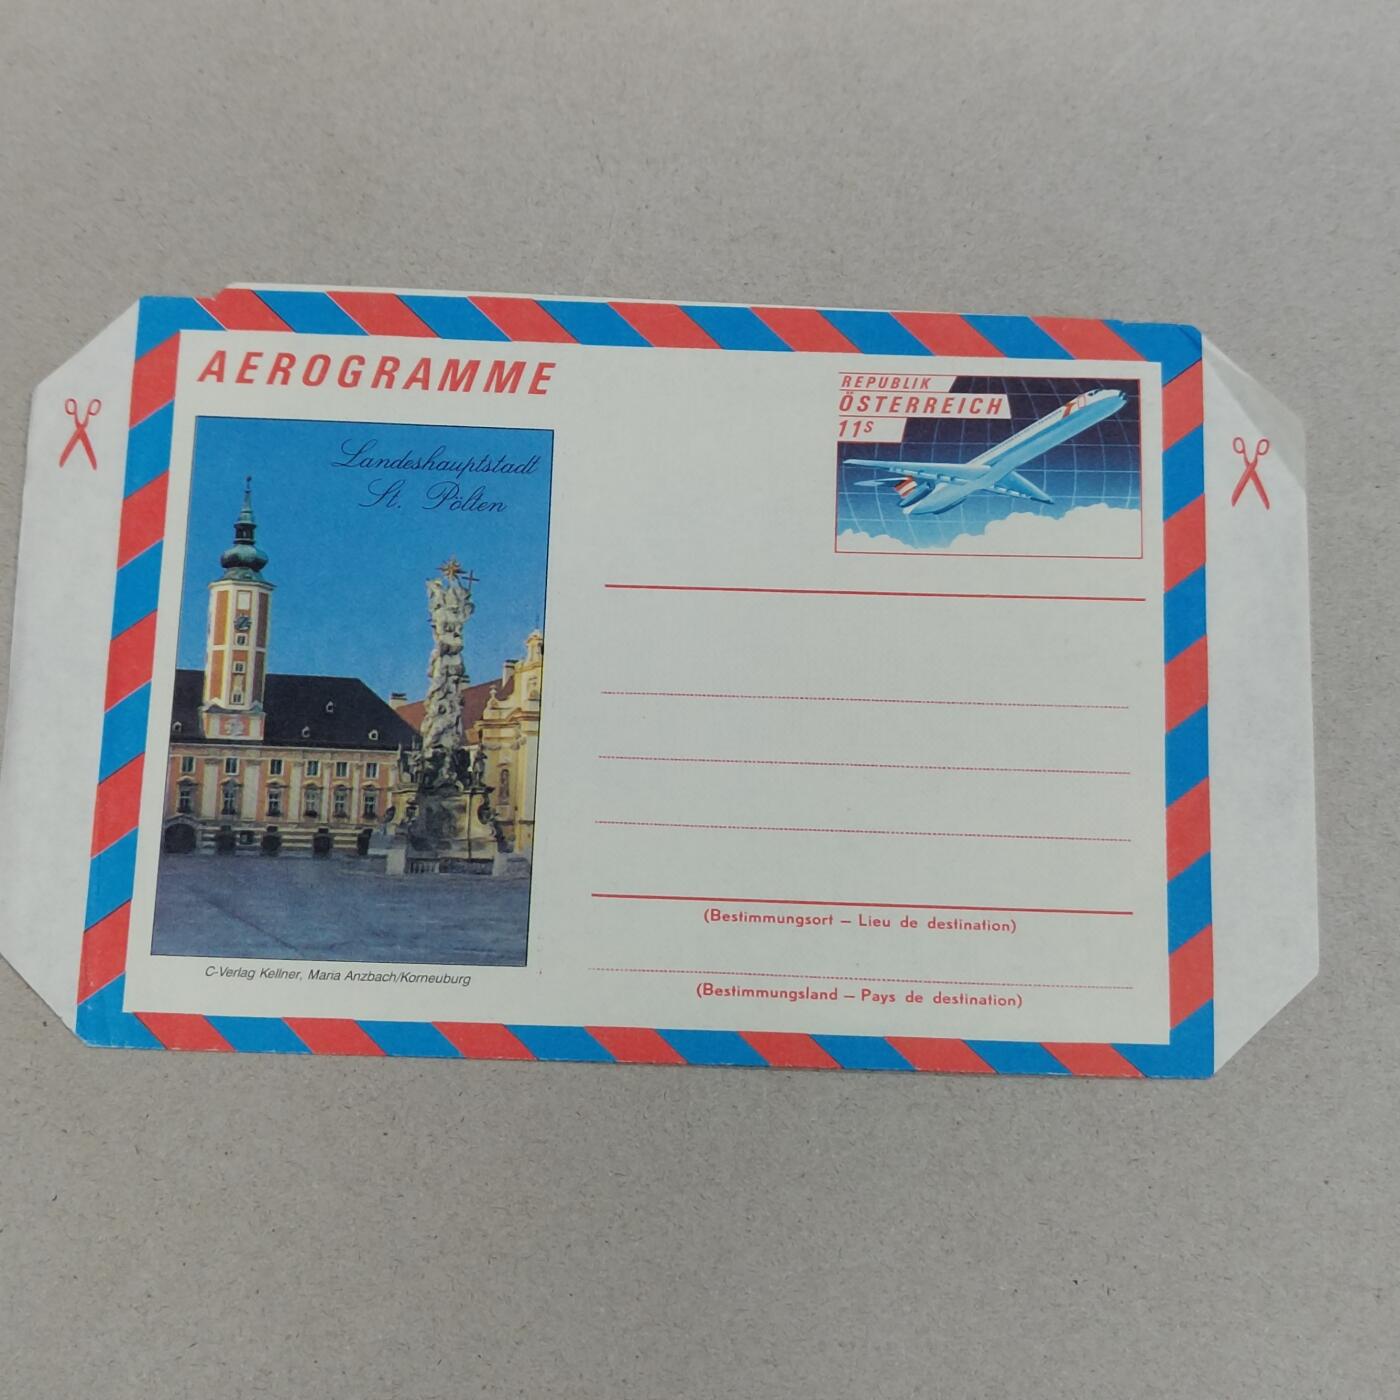 AEROGRAMME
REPUBLIK
ÖSTERREICH
11S
Landeshauptstadt
St. Pölten
(Bestimmungsort – Lieu de destination)
C-Verlag Kellner, Maria Anzbach/Korneuburg
(Bestimmungsland – Pays de destination)